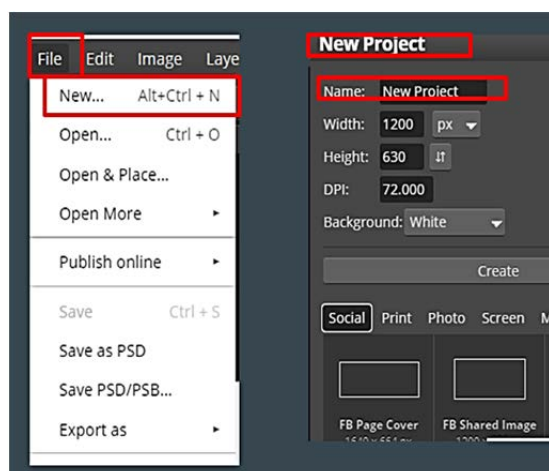 File Edit Image Laye
New... Alt+Ctrl + N
Open... Ctrl + O
Open & Place...
Open More
Publish online
Save Ctrl + S
Save as PSD
Save PSD/PSB...
Export as
New Project
Name: New Project
Width: 1200 px
Height: 630
DPI: 72.000
Background: White
Create
Social Print Photo Screen M
FB Page Cover FB Shared Image